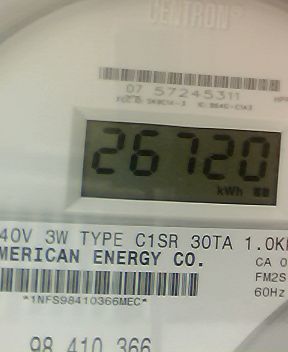 CENTRON®
07 57245311
26720
kWh
40V 3W TYPE C1SR 30TA 1.0K
MERICAN ENERGY CO.
CA 0
FM2S
60Hz
*1NFS98410366MEC*
98 410 366